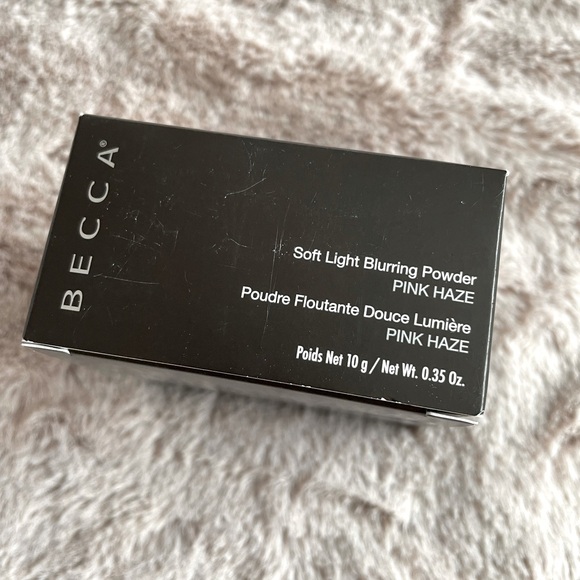 BECCA®
Soft Light Blurring Powder
PINK HAZE
Poudre Floutante Douce Lumière
PINK HAZE
Poids Net 10 g / Net Wt. 0.35 Oz.